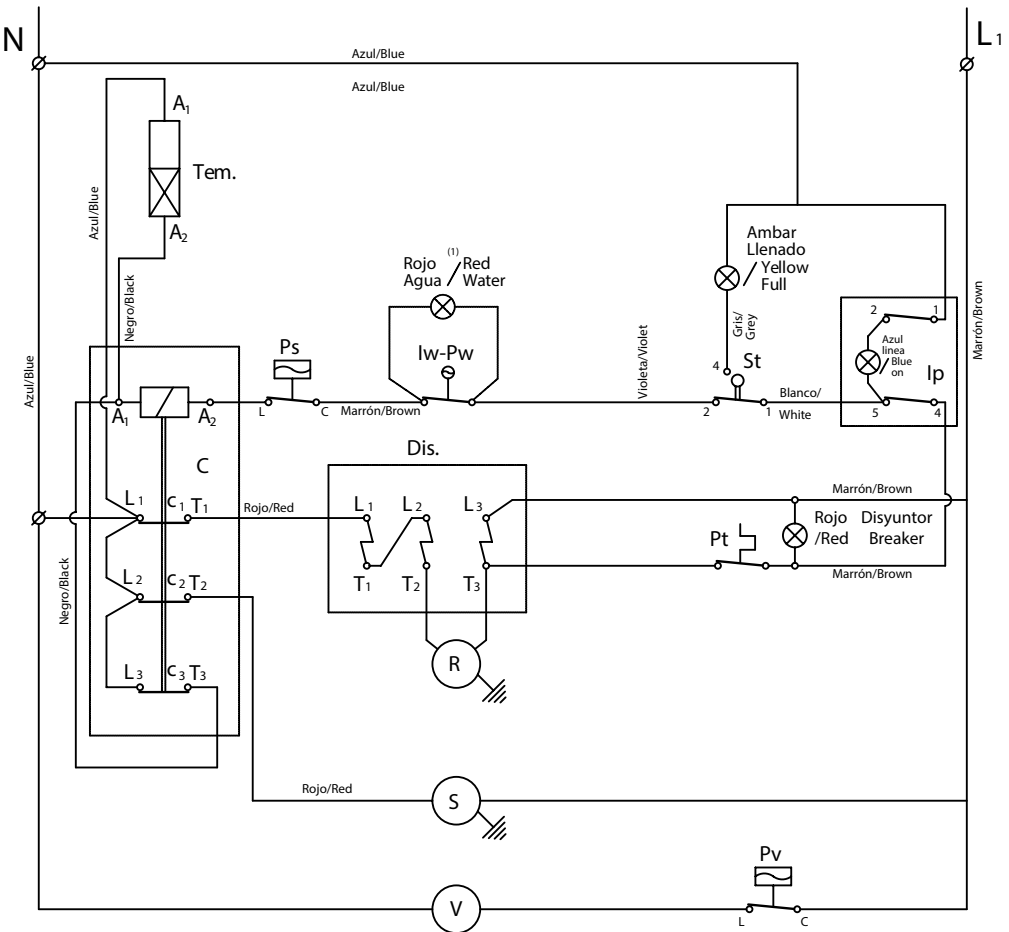 N
L1
Azul/Blue
Azul/Blue
A1
Tem.
A2
Azul/Blue
Negro/Black
Azul/Blue
Rojo (1) / Red
Agua Water
Iw-Pw
Ambar
Llenado
/ Yellow
Full
Gris/
Grey
Violeta/Violet
Marrón/Brown
2 1
Azul
linea
/ Blue
on
Ip
Ps
4
St
A1 A2
L C
Marrón/Brown
2 1
Blanco/
White
5 4
C
Dis.
L1 C1 T1
Rojo/Red
L1 L2 L3
Marrón/Brown
Pt
Rojo Disyuntor
/Red Breaker
T1 T2 T3
Marrón/Brown
L2 C2 T2
Negro/Black
R
L3 C3 T3
Rojo/Red
S
Pv
V
L C